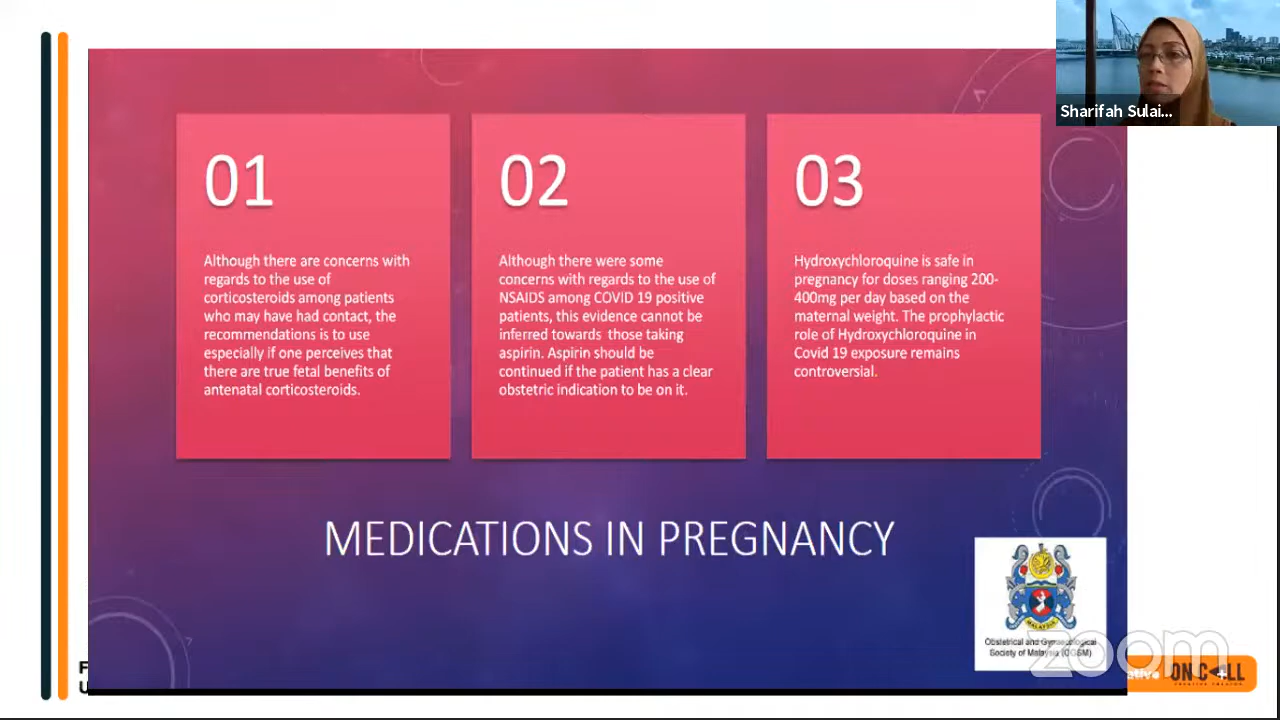 Sharifah Sulai...
01
Although there are concerns with
regards to the use of
corticosteroids among patients
who may have had contact, the
recommendations is to use
especially if one perceives that
there are true fetal benefits of
antenatal corticosteroids.
02
Although there were some
concerns with regards to the use of
NSAIDS among COVID 19 positive
patients, this evidence cannot be
inferred towards those taking
aspirin. Aspirin should be
continued if the patient has a clear
obstetric indication to be on it.
03
Hydroxychloroquine is safe in
pregnancy for doses ranging 200-
400mg per day based on the
maternal weight. The prophylactic
role of Hydroxychloroquine in
Covid 19 exposure remains
controversial.
MEDICATIONS IN PREGNANCY
MALAYSIA
Obstetrical and Gynaecological
Society of Malaysia (OGSM)
zoom
ON CALL